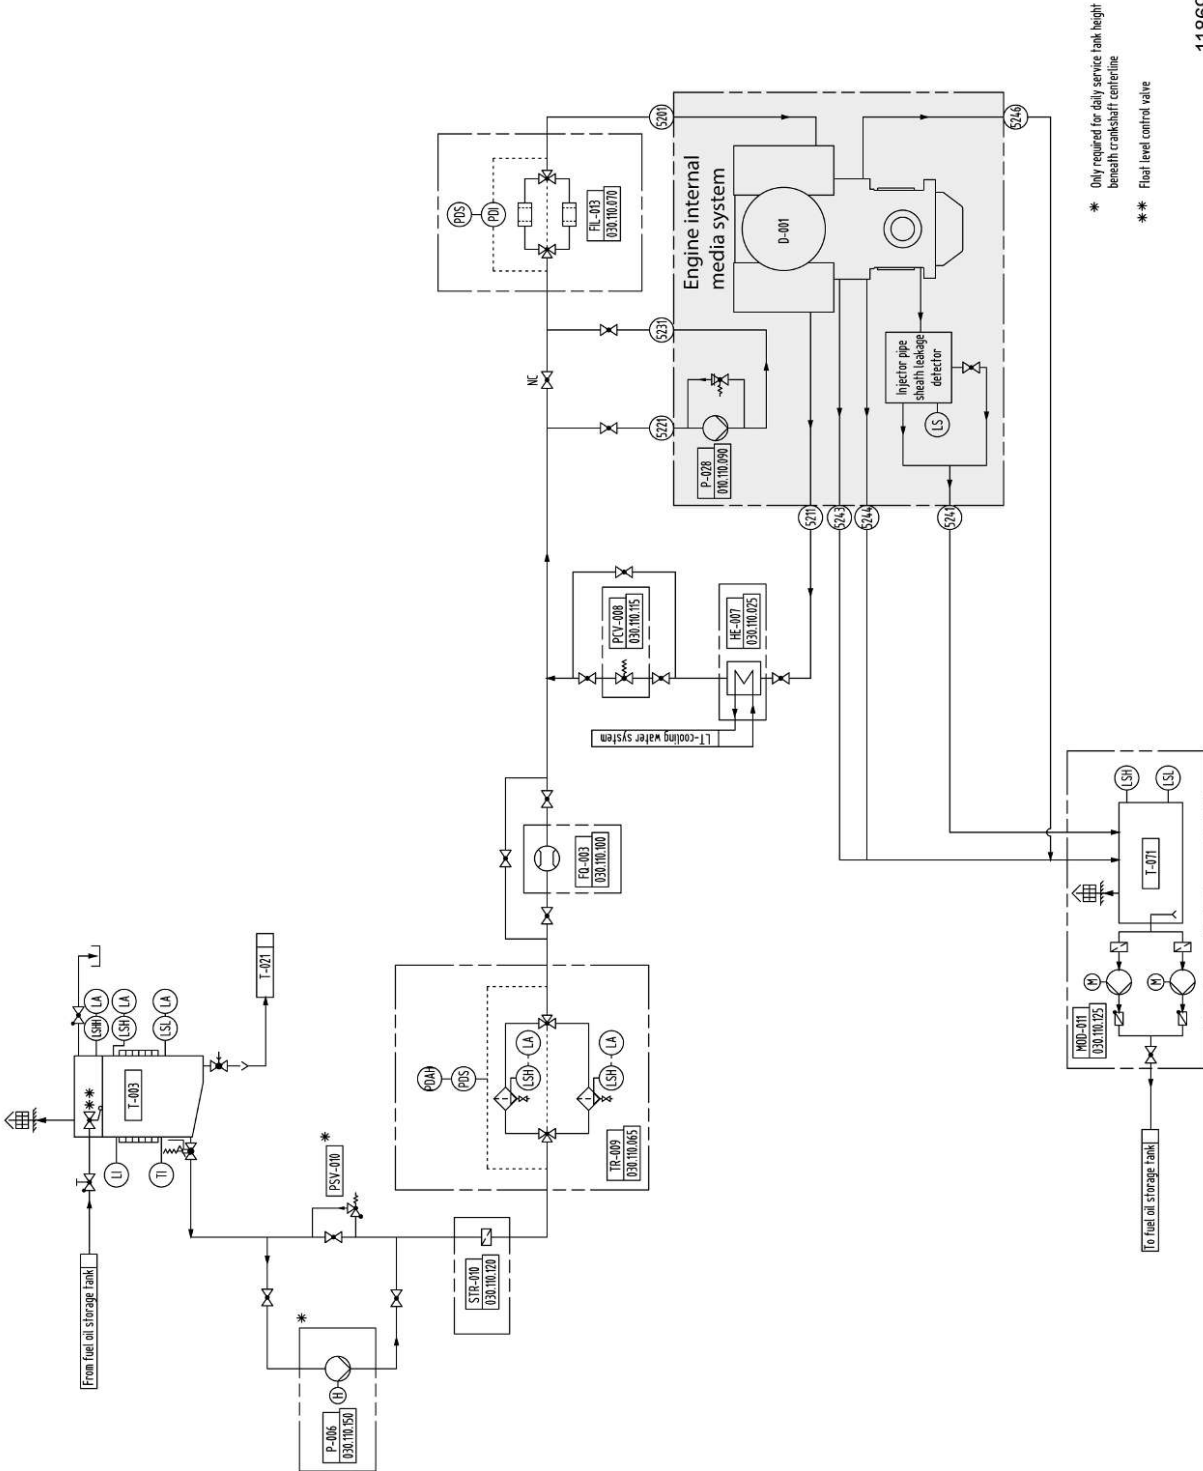 From fuel oil storage tank
T-003
**
LI
TI
LSHH
LA
LSH
LA
LSL
LA
T-021
P-006
030.110.150
H
*
PSV-010
*
STR-010
030.110.120
TR-009
030.110.065
PDAH
PDS
LSH
LA
LSH
LA
FQ-003
030.110.100
PCV-008
030.110.115
HE-007
030.110.025
LT-cooling water system
NC
5221
5231
FIL-013
030.110.070
PDS
PDI
5201
Engine internal
media system
D-001
P-028
010.110.090
Injector pipe
sheath leakage
detector
LS
5211
5243
5244
5241
5246
MOD-011
030.110.125
M
M
T-071
LSH
LSL
To fuel oil storage tank
* Only required for daily service tank height
beneath crankshaft centerline
** Float level control valve